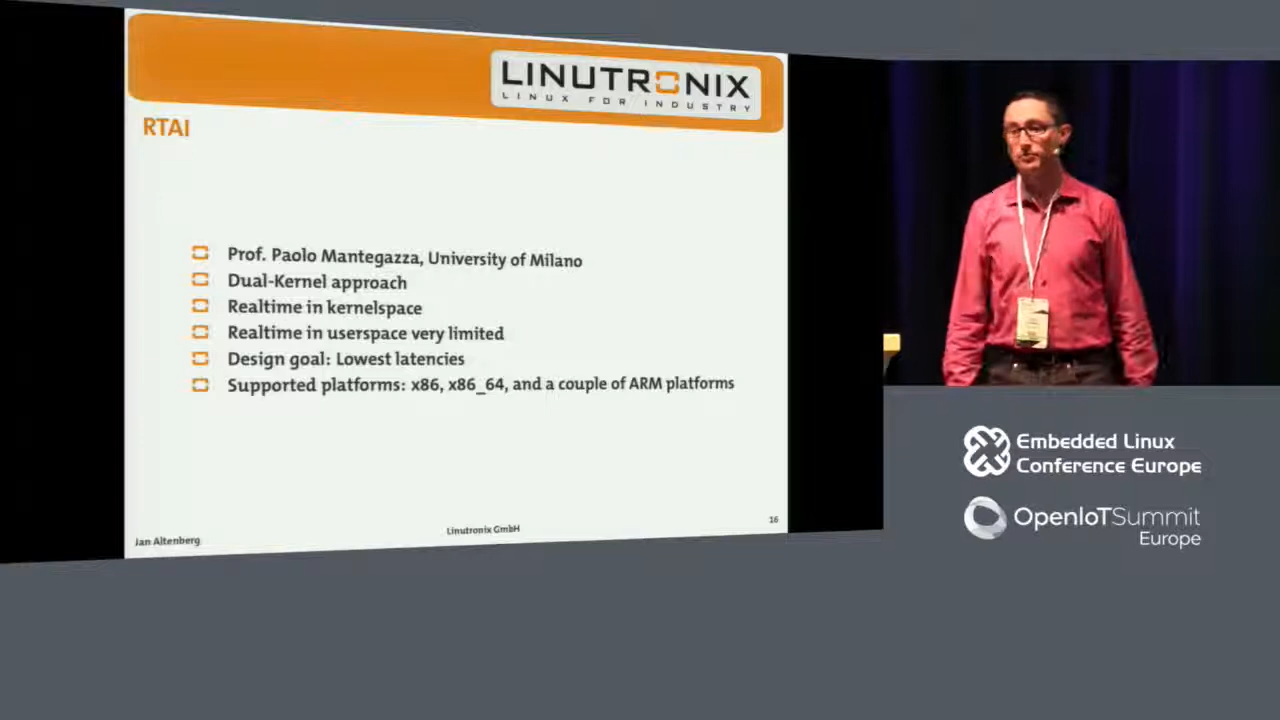 LINUTRONIX
LINUX FOR INDUSTRY
RTAI
Prof. Paolo Mantegazza, University of Milano
Dual-Kernel approach
Realtime in kernelspace
Realtime in userspace very limited
Design goal: Lowest latencies
Supported platforms: x86, x86_64, and a couple of ARM platforms
Jan Altenberg
Linutronix GmbH
16
Embedded Linux
Conference Europe
OpenIoTSummit
Europe